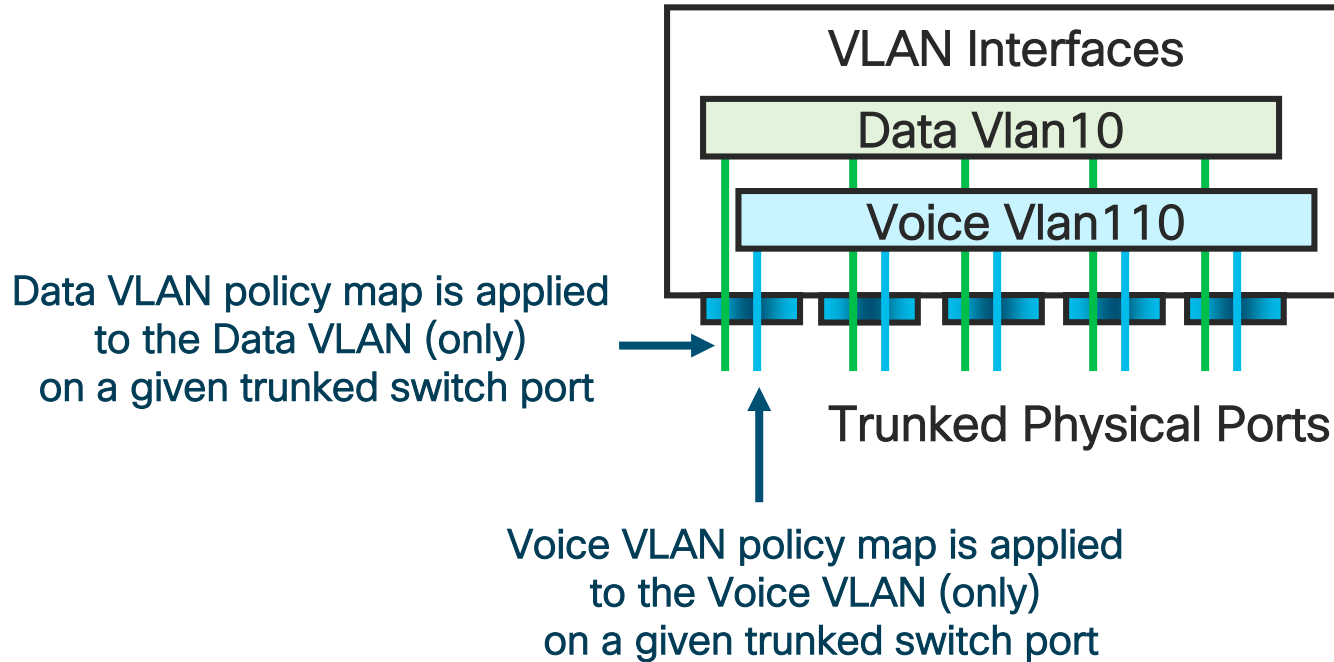 VLAN Interfaces
Data Vlan10
Voice Vlan110
Data VLAN policy map is applied
to the Data VLAN (only)
on a given trunked switch port
Trunked Physical Ports
Voice VLAN policy map is applied
to the Voice VLAN (only)
on a given trunked switch port